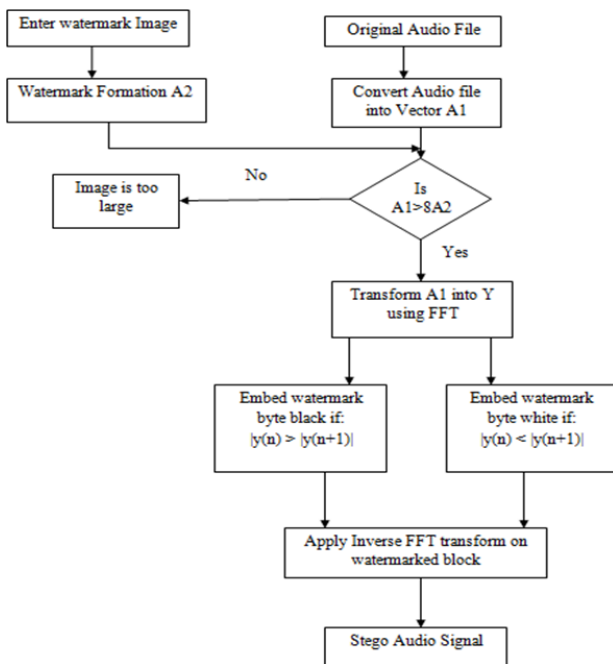 Enter watermark Image
Original Audio File
Watermark Formation A2
Convert Audio file
into Vector A1
No
Image is too
large
Is
A1>8A2
Yes
Transform A1 into Y
using FFT
Embed watermark
byte black if:
|y(n) > |y(n+1)|
Embed watermark
byte white if:
|y(n) < |y(n+1)|
Apply Inverse FFT transform on
watermarked block
Stego Audio Signal